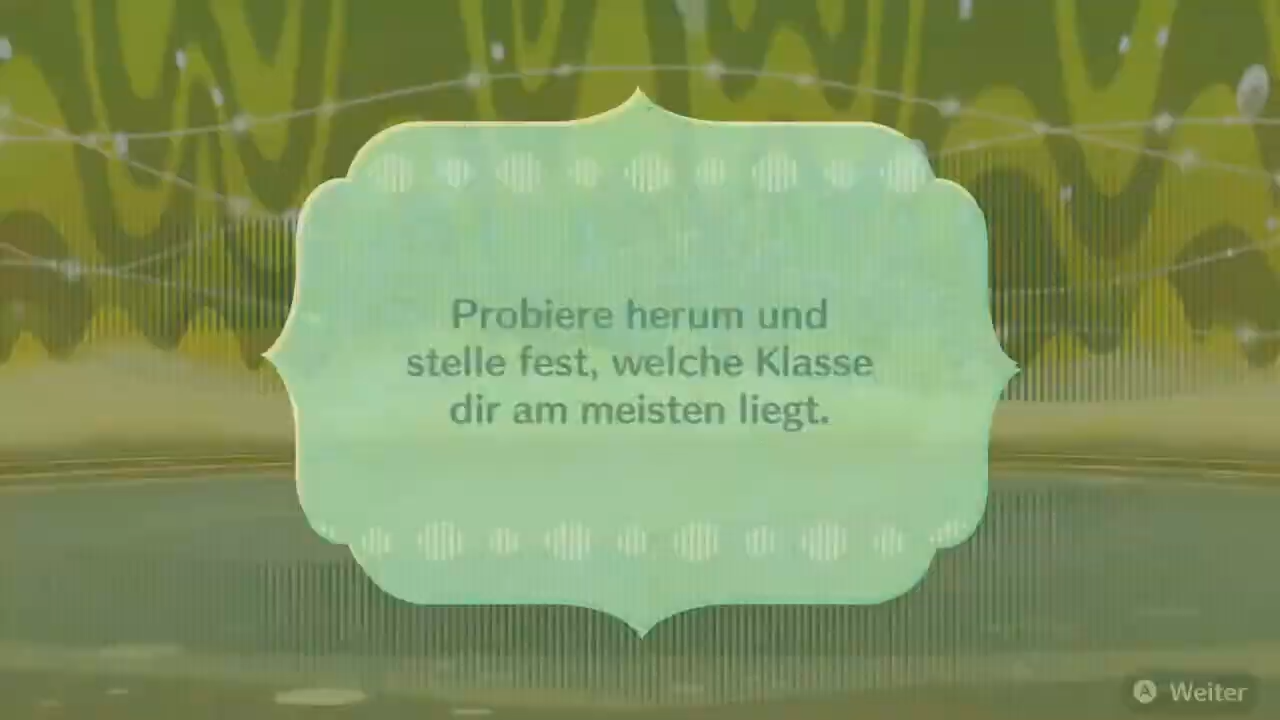 Probiere herum und
stelle fest, welche Klasse
dir am meisten liegt.
A Weiter